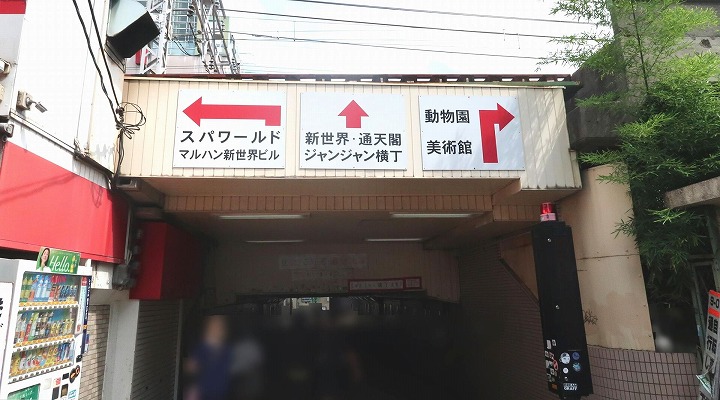 スパワールド
マルハン新世界ビル
新世界・通天閣
ジャンジャン横丁
動物園
美術館
Hello.